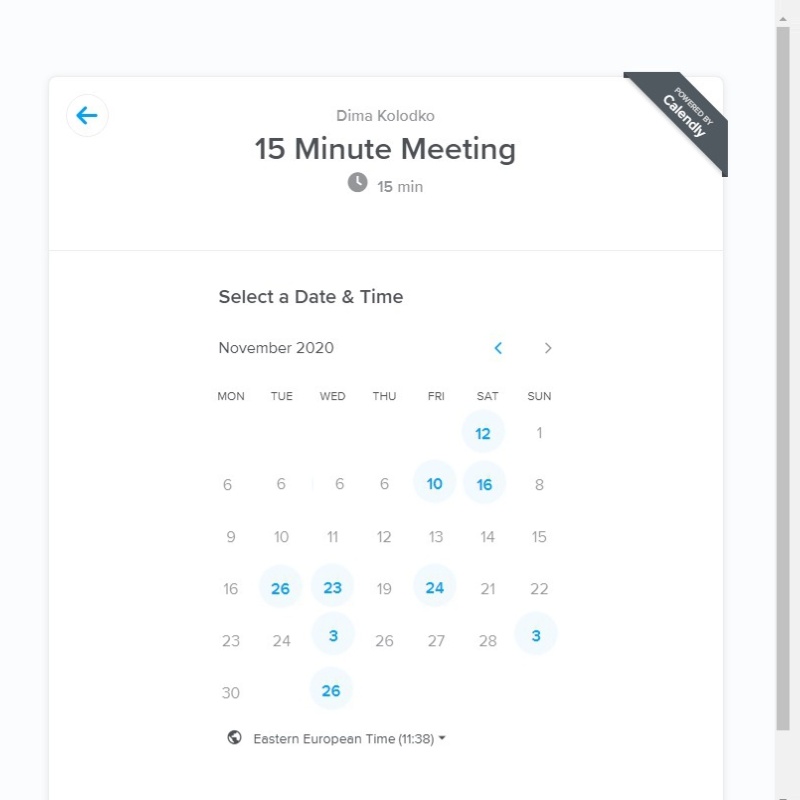 POWERED BY
Calendly
Dima Kolodko
15 Minute Meeting
15 min
Select a Date & Time
November 2020
MON TUE WED THU FRI SAT SUN
12 1
6 6 6 6 10 16 8
9 10 11 12 13 14 15
16 26 23 19 24 21 22
23 24 3 26 27 28 3
30 26
Eastern European Time (11:38)